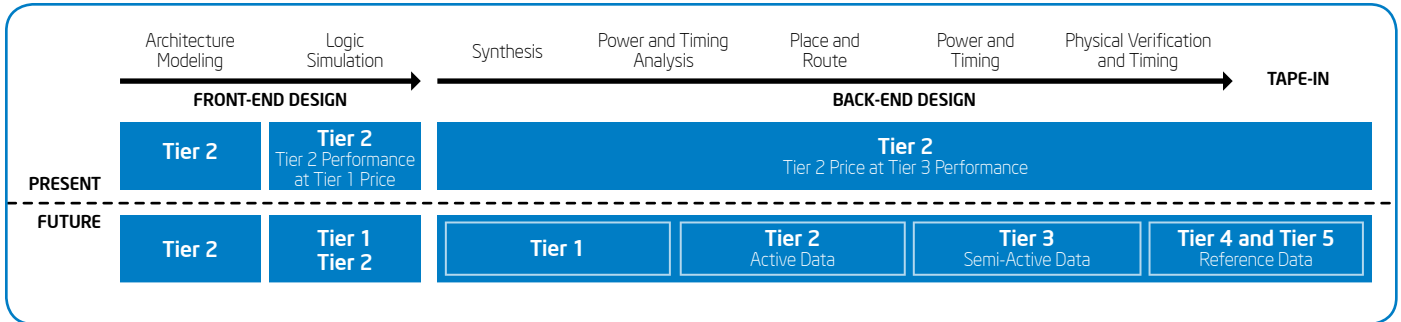 Architecture
Modeling
Logic
Simulation
Synthesis
Power and Timing
Analysis
Place and
Route
Power and
Timing
Physical Verification
and Timing
TAPE-IN
FRONT-END DESIGN
BACK-END DESIGN
PRESENT
Tier 2
Tier 2
Tier 2 Performance
at Tier 1 Price
Tier 2
Tier 2 Price at Tier 3 Performance
FUTURE
Tier 2
Tier 1
Tier 2
Tier 1
Tier 2
Active Data
Tier 3
Semi-Active Data
Tier 4 and Tier 5
Reference Data